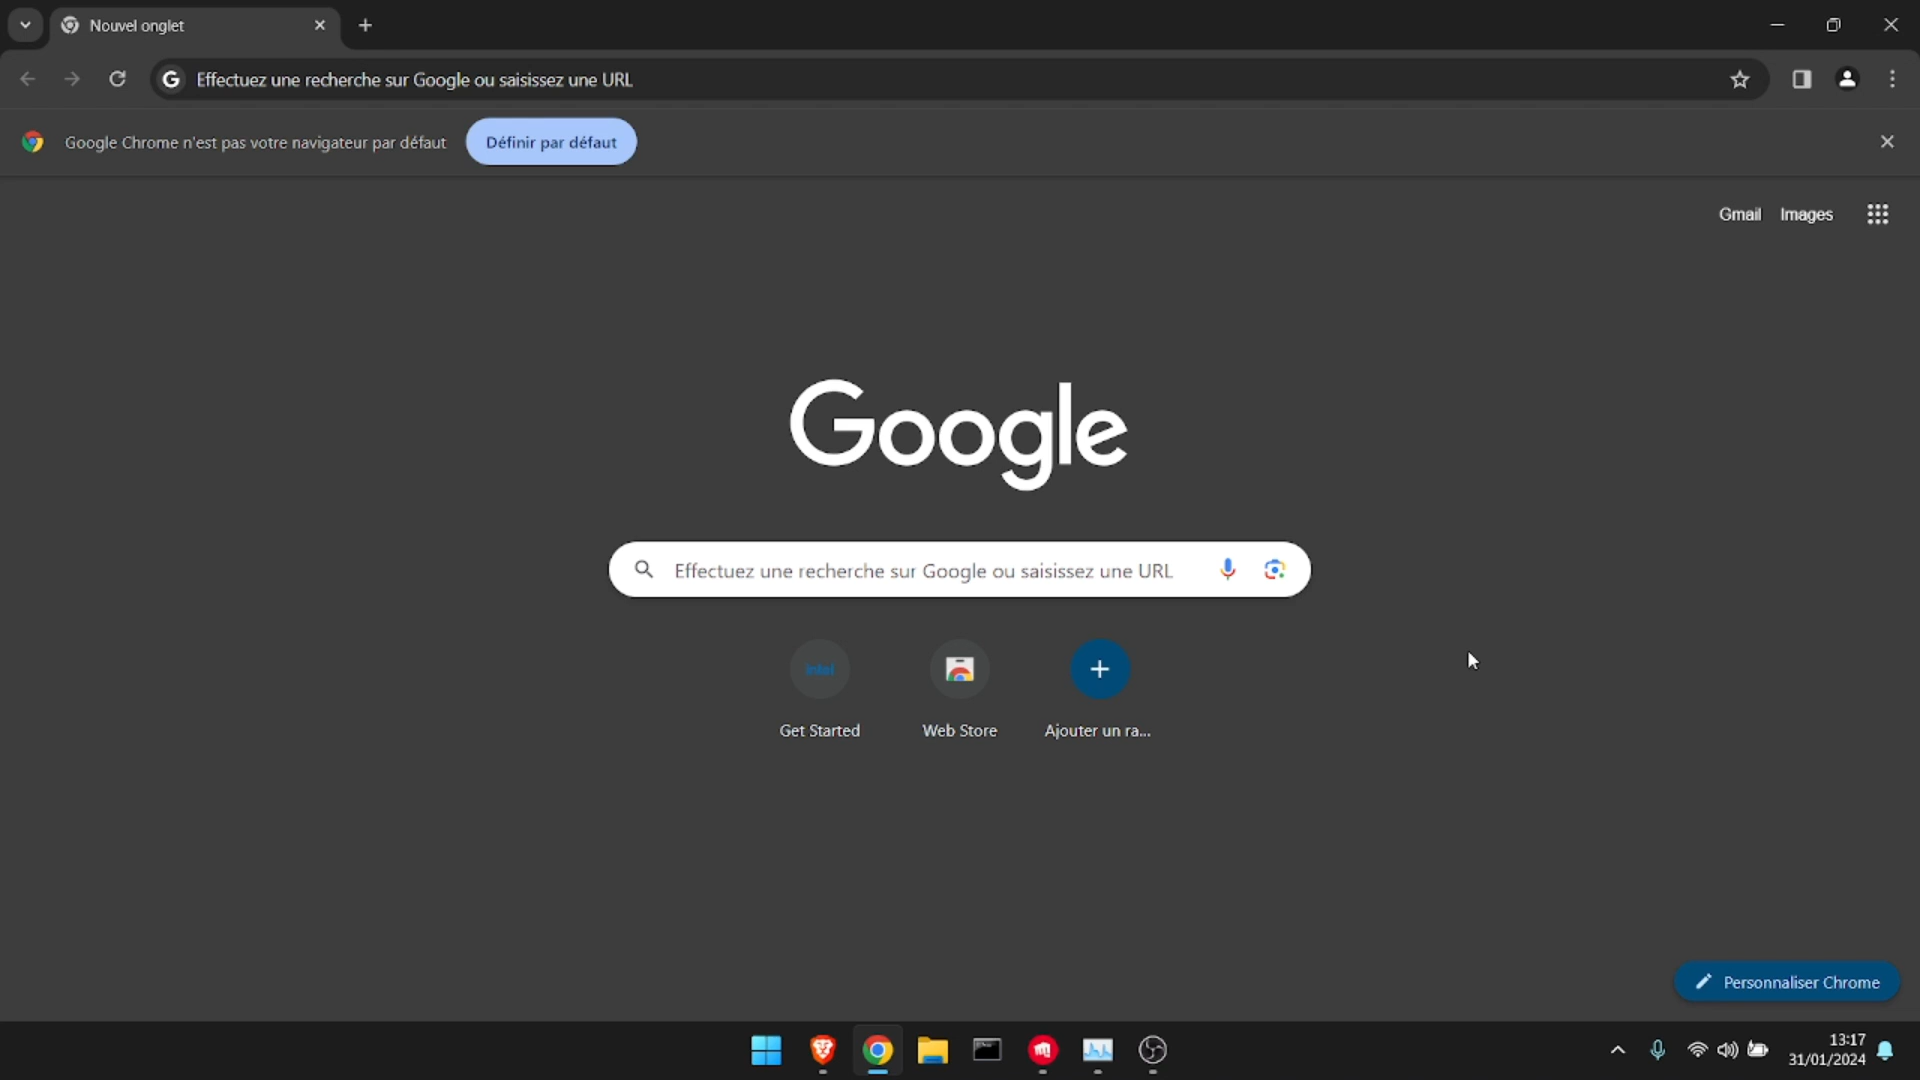 Nouvel onglet
Effectuez une recherche sur Google ou saisissez une URL
Google Chrome n'est pas votre navigateur par défaut
Définir par défaut
Gmail
Images
Google
Effectuez une recherche sur Google ou saisissez une URL
intel
Get Started
Web Store
Ajouter un ra...
Personnaliser Chrome
13:17
31/01/2024